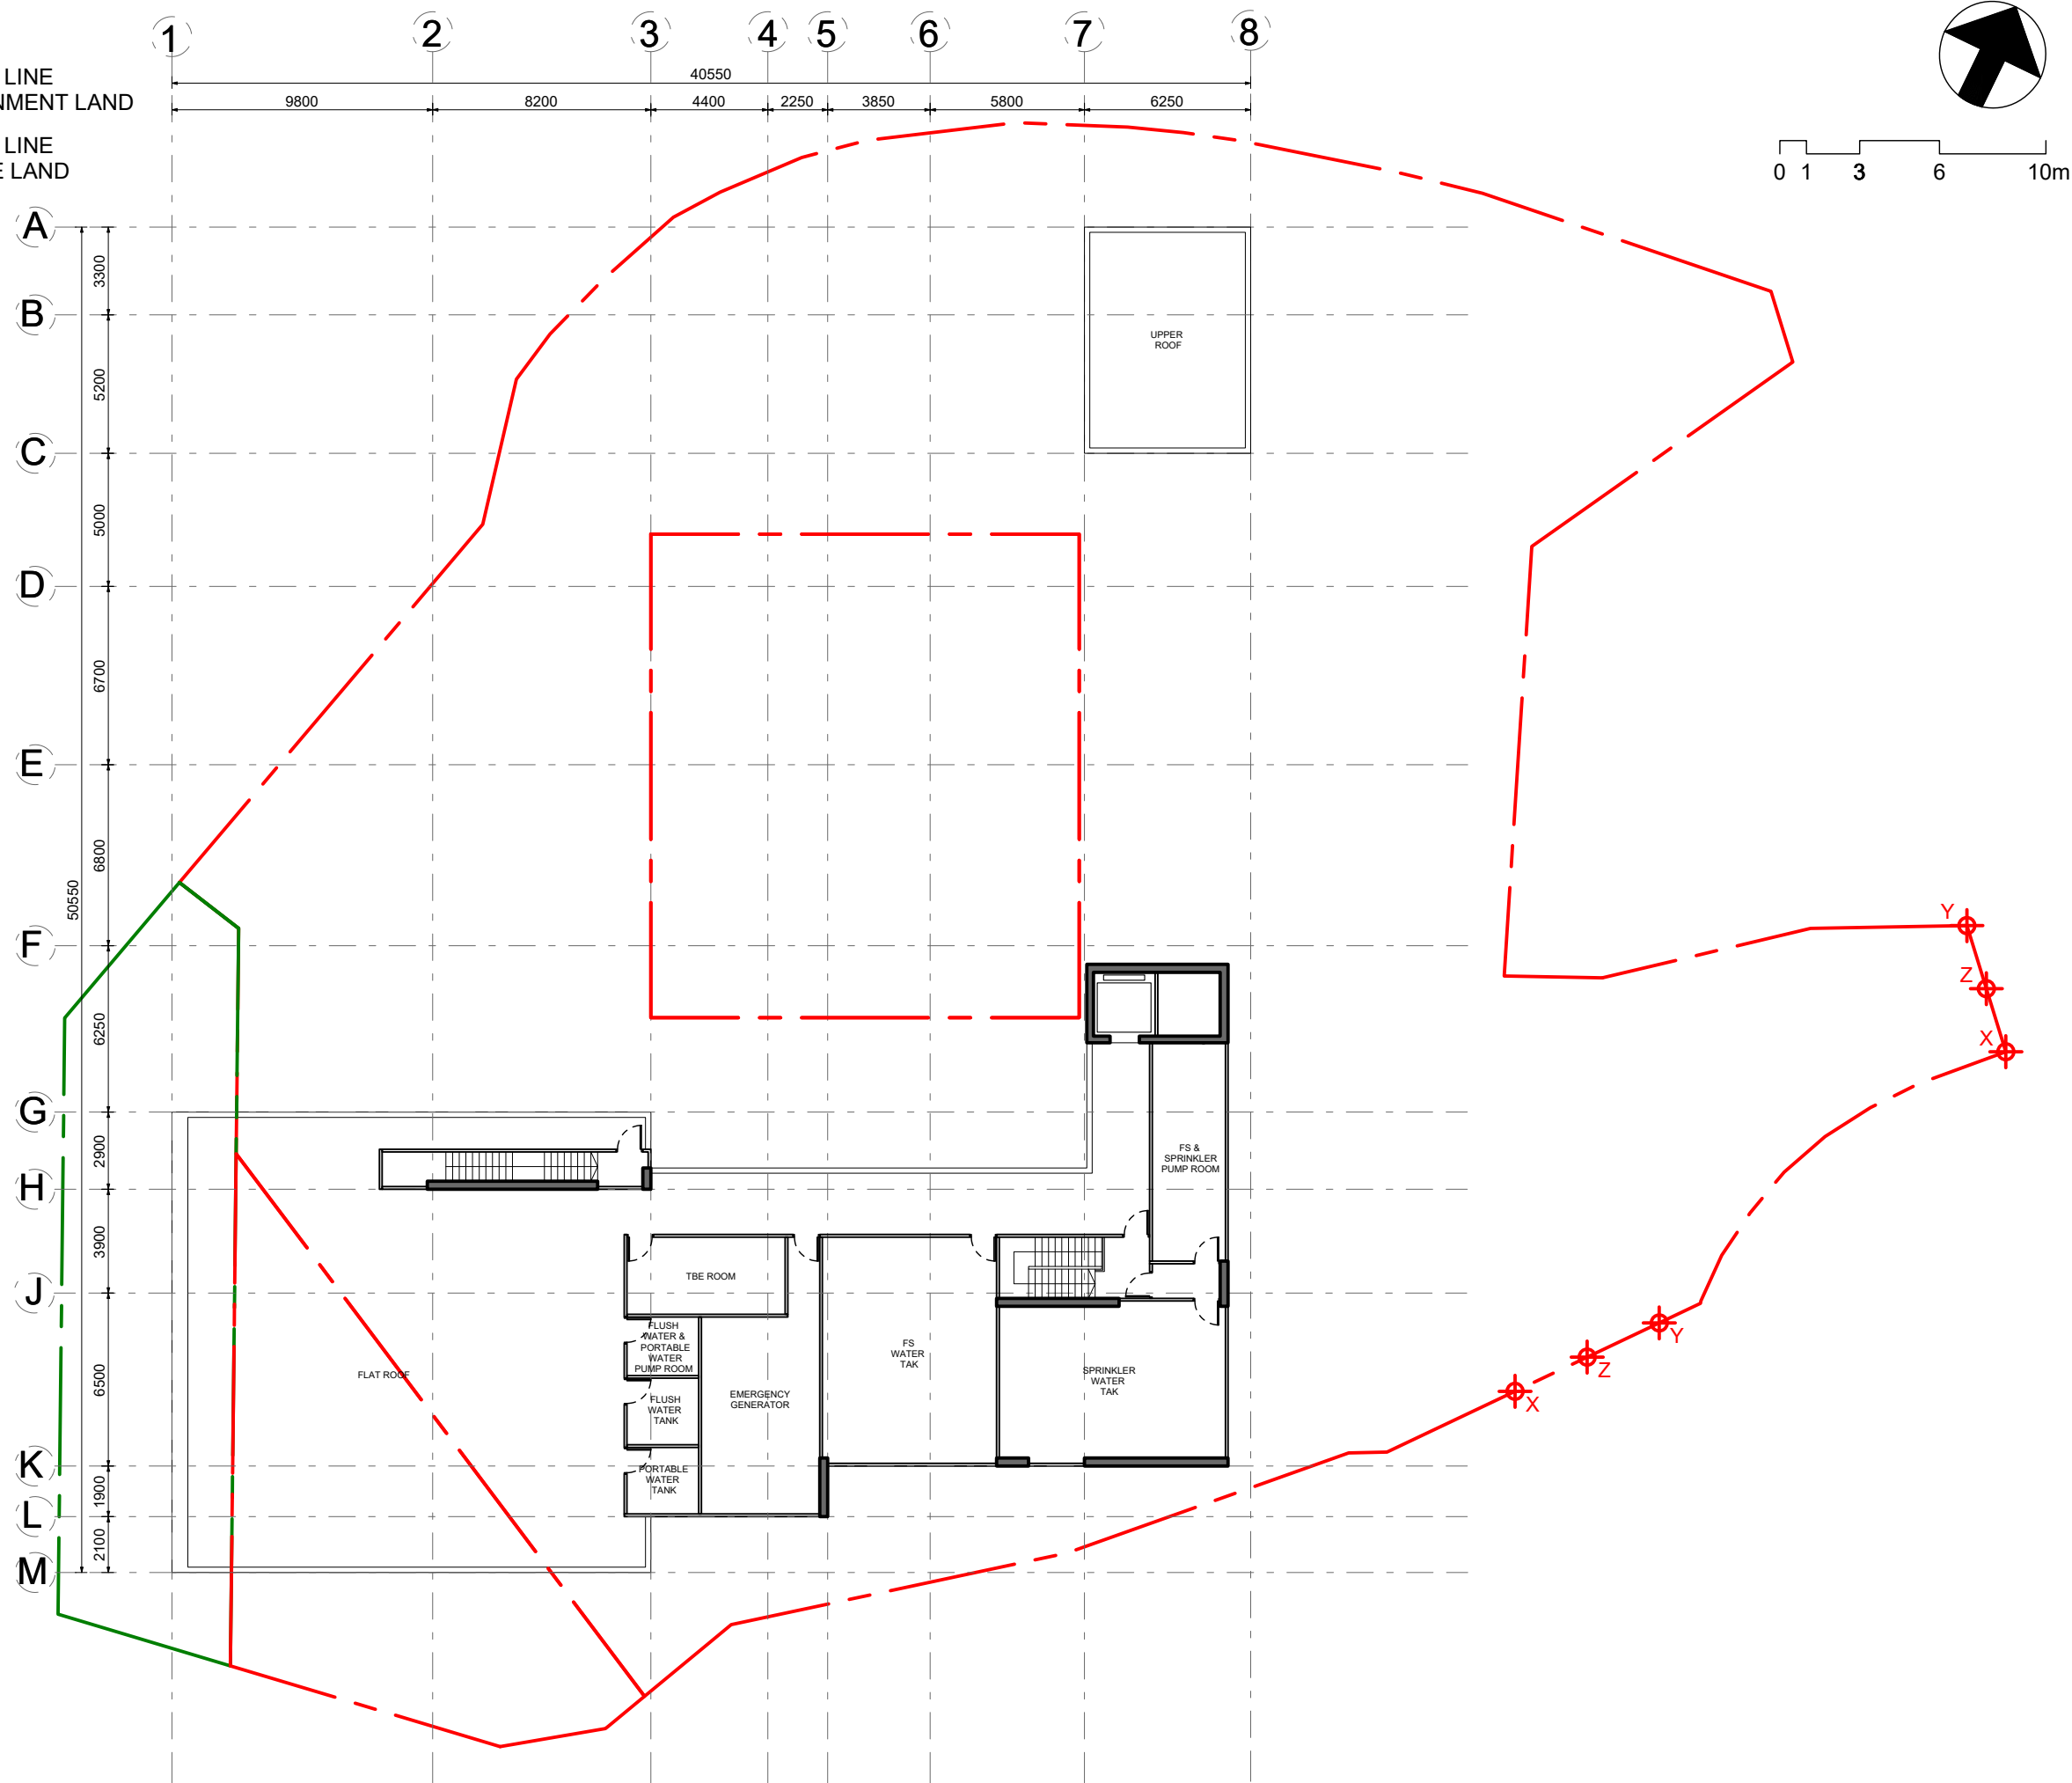 1
2
3
4
5
6
7
8
40550
9800
8200
4400
2250
3850
5800
6250
LINE
NMENT LAND
LINE
LAND
0 1 3 6 10m
A
B
C
D
E
F
G
H
J
K
L
M
3300
5200
5000
6700
6800
50550
6250
2900
3900
6500
1900
2100
UPPER
ROOF
Y
Z
X
FS &
SPRINKLER
PUMP ROOM
TBE ROOM
FLUSH
WATER &
PORTABLE
WATER
PUMP ROOM
FS
WATER
TAK
FLAT ROOF
SPRINKLER
WATER
TAK
EMERGENCY
GENERATOR
FLUSH
WATER
TANK
PORTABLE
WATER
TANK
Y
Z
X